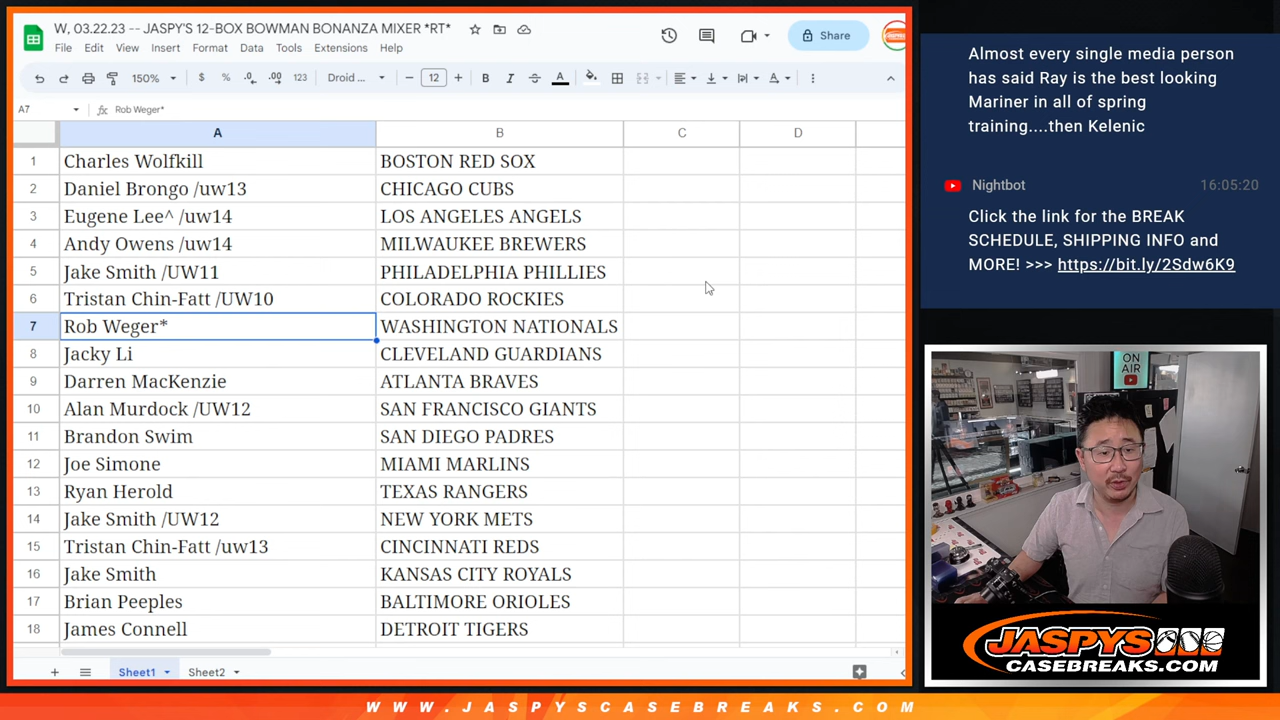 W, 03.22.23 -- JASPY'S 12-BOX BOWMAN BONANZA MIXER *RT*
File Edit View Insert Format Data Tools Extensions Help
Share
150% $ % .0 .00 123 Droid ... 12 B I A
A7 fx Rob Weger*
A B C D
1 Charles Wolfkill BOSTON RED SOX
2 Daniel Brongo /uw13 CHICAGO CUBS
3 Eugene Lee^ /uw14 LOS ANGELES ANGELS
4 Andy Owens /uw14 MILWAUKEE BREWERS
5 Jake Smith /UW11 PHILADELPHIA PHILLIES
6 Tristan Chin-Fatt /UW10 COLORADO ROCKIES
7 Rob Weger* WASHINGTON NATIONALS
8 Jacky Li CLEVELAND GUARDIANS
9 Darren MacKenzie ATLANTA BRAVES
10 Alan Murdock /UW12 SAN FRANCISCO GIANTS
11 Brandon Swim SAN DIEGO PADRES
12 Joe Simone MIAMI MARLINS
13 Ryan Herold TEXAS RANGERS
14 Jake Smith /UW12 NEW YORK METS
15 Tristan Chin-Fatt /uw13 CINCINNATI REDS
16 Jake Smith KANSAS CITY ROYALS
17 Brian Peeples BALTIMORE ORIOLES
18 James Connell DETROIT TIGERS
Sheet1 Sheet2
Almost every single media person
has said Ray is the best looking
Mariner in all of spring
training....then Kelenic
Nightbot 16:05:20
Click the link for the BREAK
SCHEDULE, SHIPPING INFO and
MORE! >>> https://bit.ly/2Sdw6K9
ON
AIR
JASPYS
CASEBREAKS.COM
WWW.JASPYSCASEBREAKS.COM